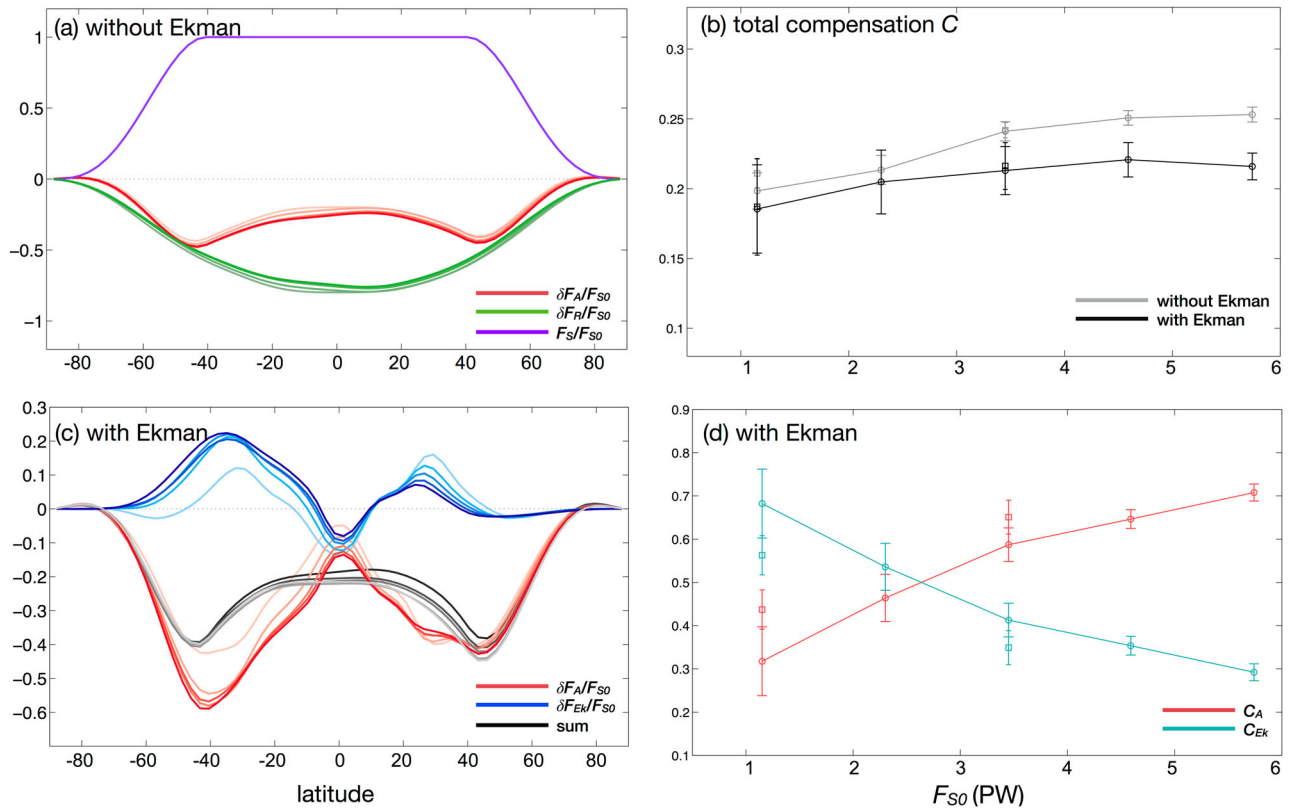 (a) without Ekman
1
0.5
0
-0.5
-1
δF_A/F_S0
δF_R/F_S0
F_S/F_S0
-80 -60 -40 -20 0 20 40 60 80
(b) total compensation C
0.3
0.25
0.2
0.15
0.1
without Ekman
with Ekman
1 2 3 4 5 6
(c) with Ekman
0.3
0.2
0.1
0
−0.1
−0.2
−0.3
−0.4
−0.5
−0.6
δF_A/F_S0
δF_Ek/F_S0
sum
-80 -60 -40 -20 0 20 40 60 80
latitude
(d) with Ekman
0.9
0.8
0.7
0.6
0.5
0.4
0.3
0.2
0.1
C_A
C_Ek
1 2 3 4 5 6
F_S0 (PW)